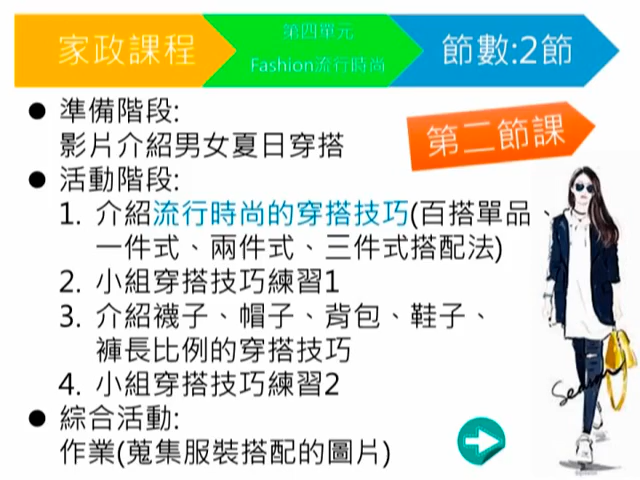 家政課程
第四單元
Fashion流行時尚
節數:2節
第二節課
● 準備階段:
影片介紹男女夏日穿搭
● 活動階段:
1. 介紹流行時尚的穿搭技巧(百搭單品、
一件式、兩件式、三件式搭配法)
2. 小組穿搭技巧練習1
3. 介紹襪子、帽子、背包、鞋子、
褲長比例的穿搭技巧
4. 小組穿搭技巧練習2
● 綜合活動:
作業(蒐集服裝搭配的圖片)